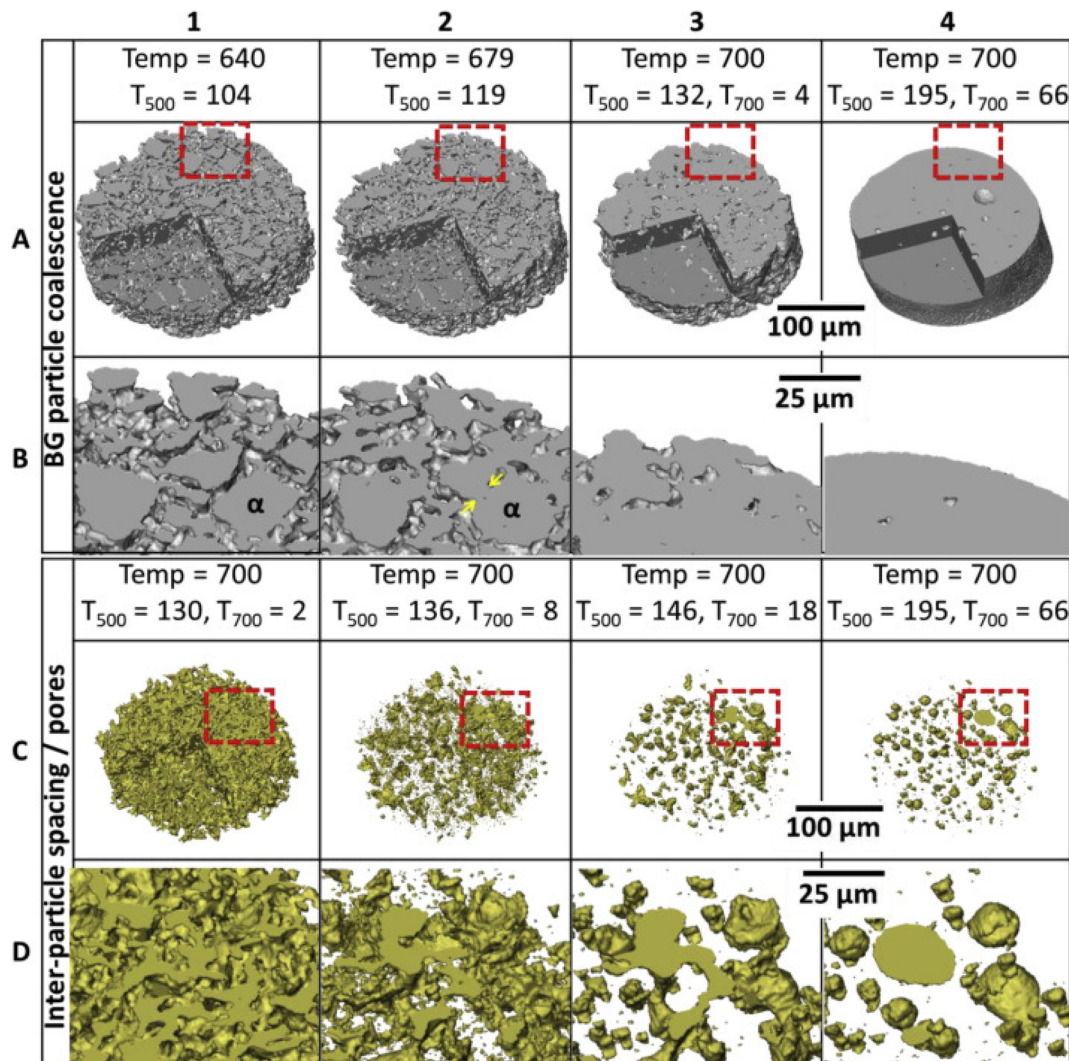 1 2 3 4
Temp = 640 Temp = 679 Temp = 700 Temp = 700
T500 = 104 T500 = 119 T500 = 132, T700 = 4 T500 = 195, T700 = 66
A
BG particle coalescence
100 μm
25 μm
B
α α
Temp = 700 Temp = 700 Temp = 700 Temp = 700
T500 = 130, T700 = 2 T500 = 136, T700 = 8 T500 = 146, T700 = 18 T500 = 195, T700 = 66
C
Inter-particle spacing / pores
100 μm
25 μm
D